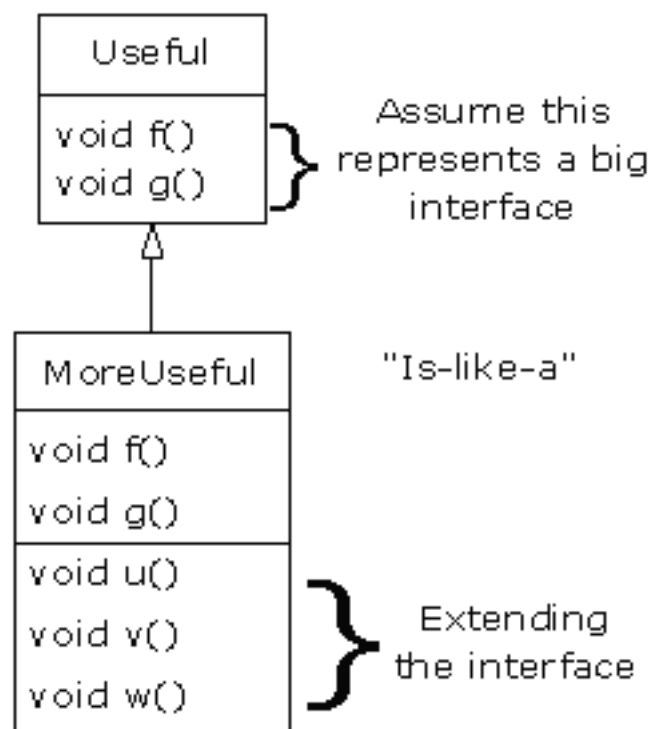 Useful
void f()
void g()
Assume this
represents a big
interface
MoreUseful
"Is-like-a"
void f()
void g()
void u()
void v()
void w()
Extending
the interface